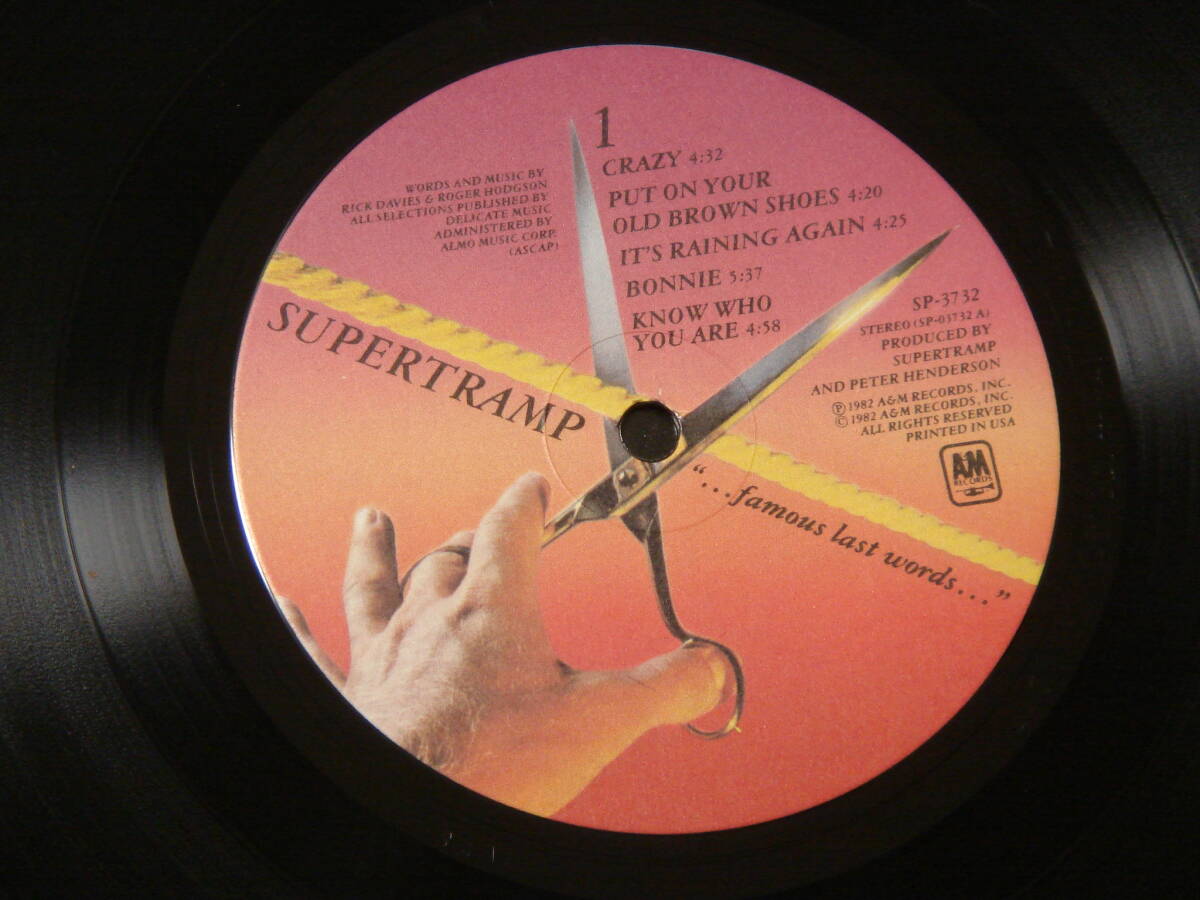 1
CRAZY 4:32
PUT ON YOUR
OLD BROWN SHOES 4:20
IT'S RAINING AGAIN 4:25
BONNIE 5:37
KNOW WHO
YOU ARE 4:58
WORDS AND MUSIC BY
RICK DAVIES & ROGER HODGSON
ALL SELECTIONS PUBLISHED BY
DELICATE MUSIC
ADMINISTERED BY
ALMO MUSIC CORP.
(ASCAP)
SUPERTRAMP
SP-3732
STEREO (SP-03732 A)
PRODUCED BY
SUPERTRAMP
AND PETER HENDERSON
℗ 1982 A&M RECORDS, INC.
© 1982 A&M RECORDS, INC.
ALL RIGHTS RESERVED
PRINTED IN USA
A&M
RECORDS
"...famous last words..."